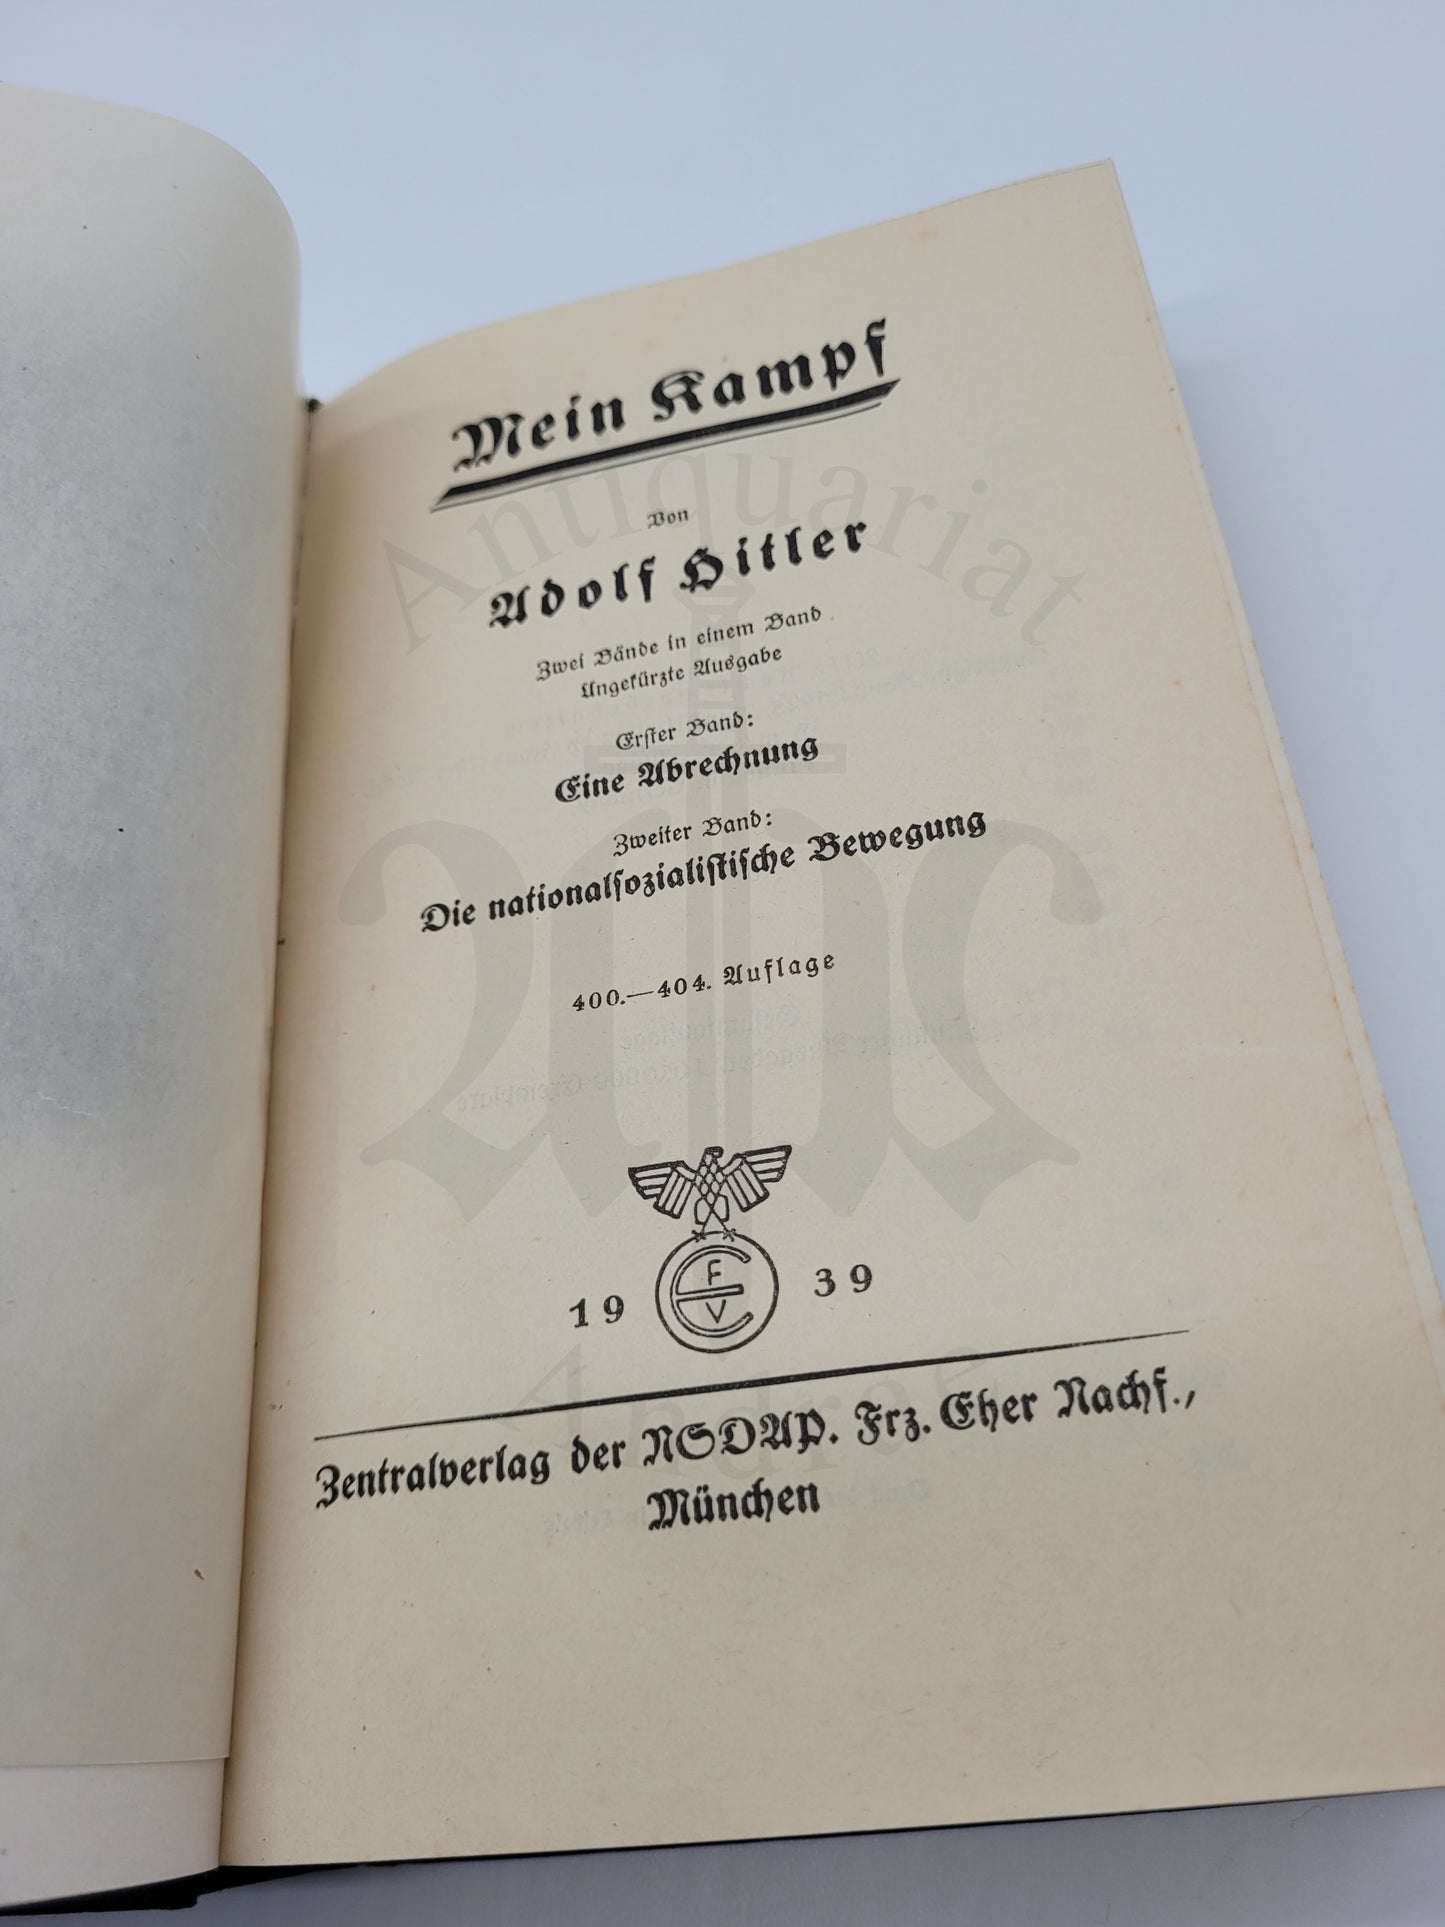 Mein Kampf
Von
Adolf Hitler
Zwei Bände in einem Band
Ungekürzte Ausgabe
Erster Band:
Eine Abrechnung
Zweiter Band:
Die nationalsozialistische Bewegung
400.—404. Auflage
F
V
19 39
Zentralverlag der NSDAP. Frz. Eher Nachf.,
München
Antiquariat